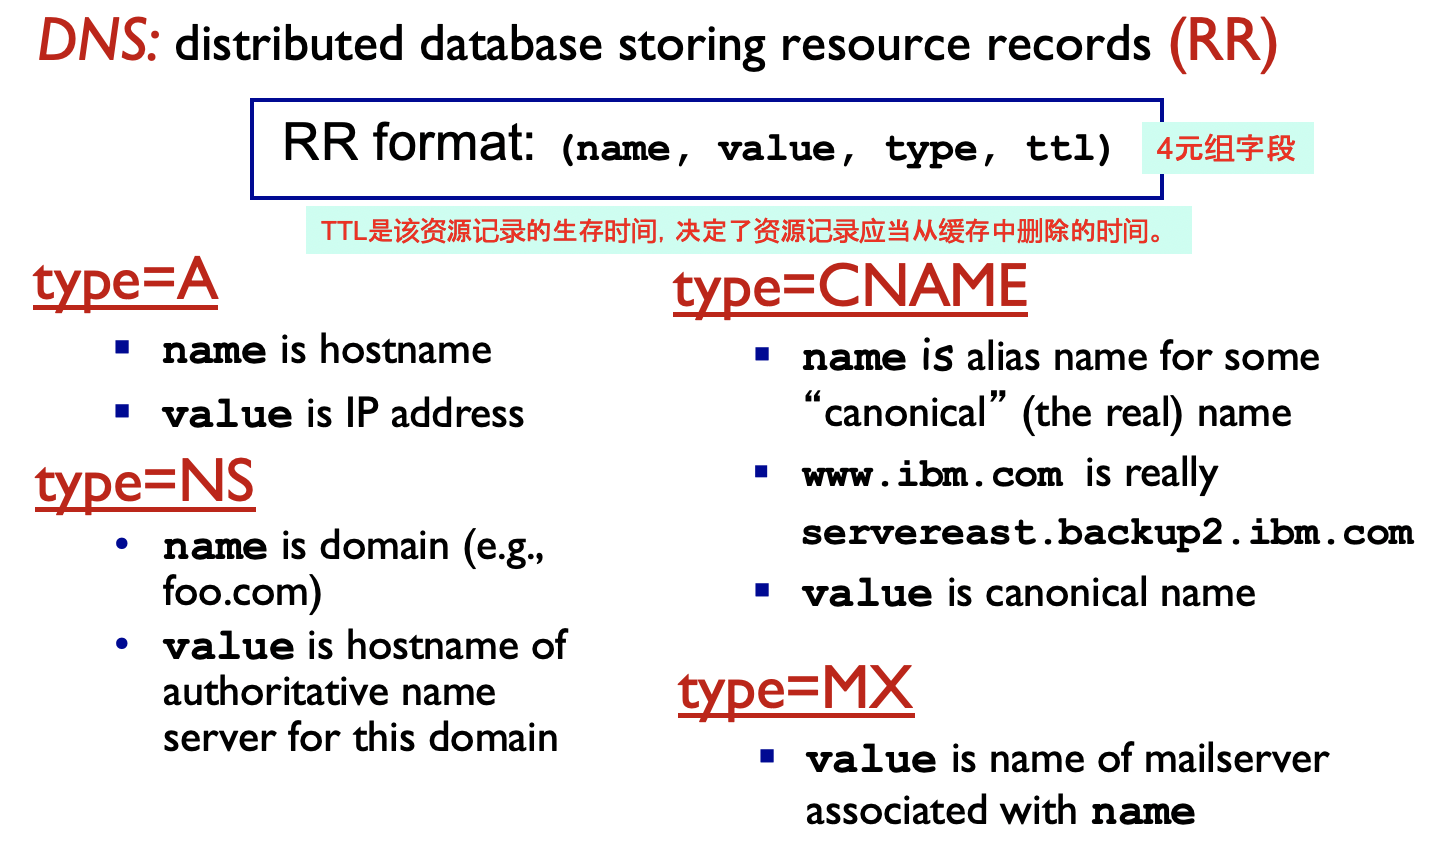 DNS: distributed database storing resource records (RR)
RR format: (name, value, type, ttl)
4元组字段
TTL是该资源记录的生存时间, 决定了资源记录应当从缓存中删除的时间。
type=A
name is hostname
value is IP address
type=NS
name is domain (e.g.,
foo.com)
value is hostname of
authoritative name
server for this domain
type=CNAME
name is alias name for some
“canonical” (the real) name
www.ibm.com is really
servereast.backup2.ibm.com
value is canonical name
type=MX
value is name of mailserver
associated with name